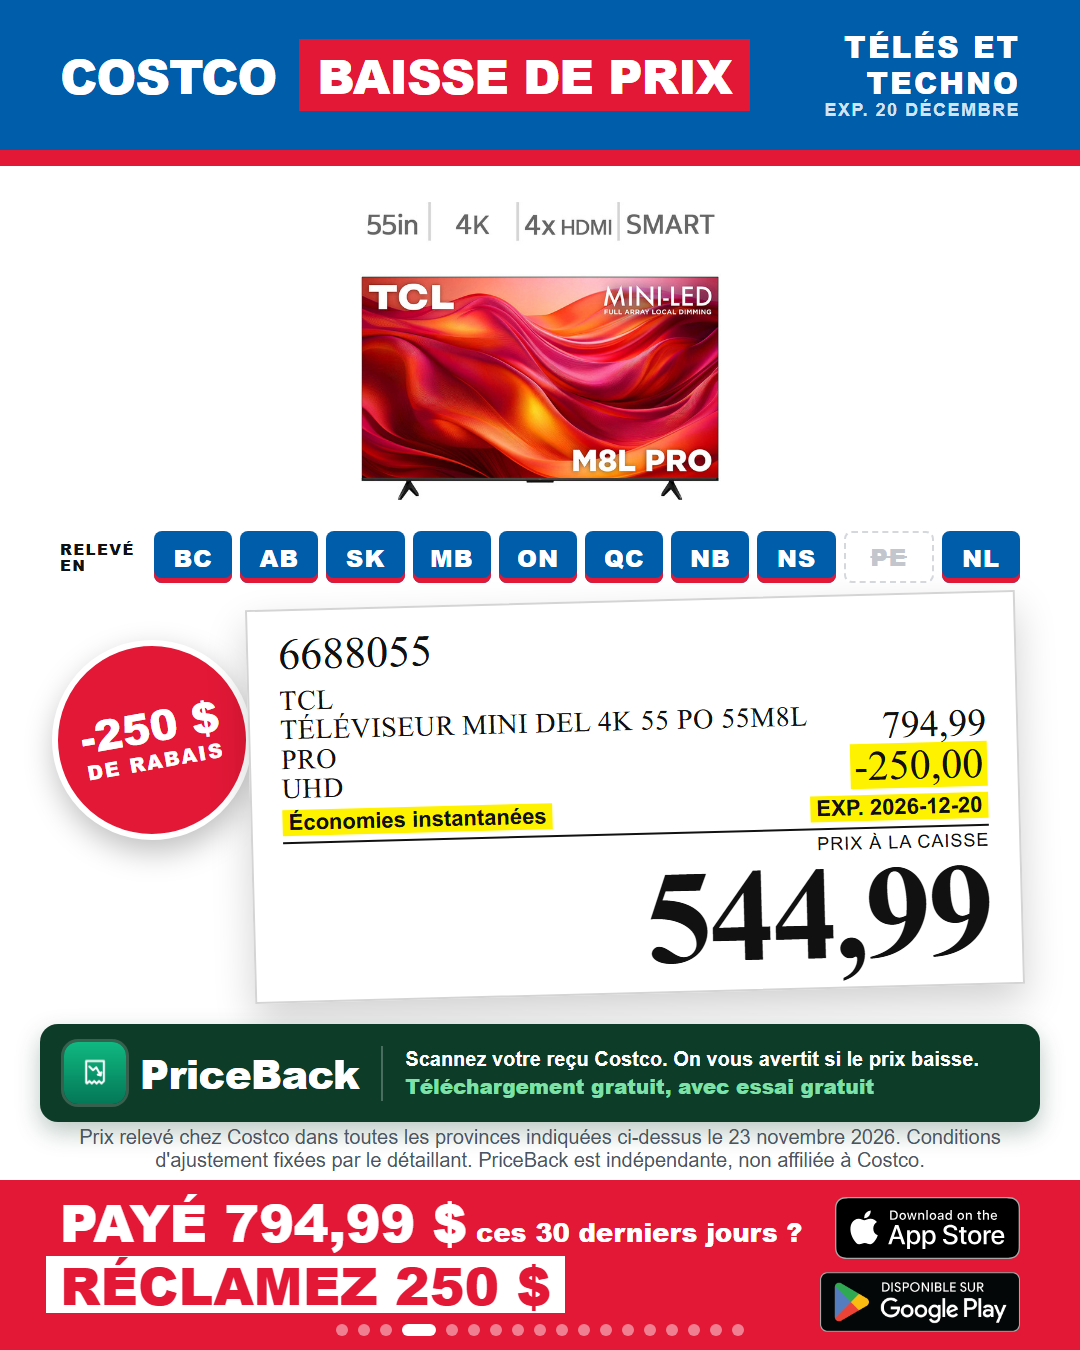 COSTCO BAISSE DE PRIX
TÉLÉS ET
TECHNO
EXP. 20 DÉCEMBRE
55in 4K 4x HDMI SMART
TCL MINI-LED
FULL ARRAY LOCAL DIMMING
M8L PRO
RELEVÉ
EN
BC AB SK MB ON QC NB NS PE NL
-250 $
DE RABAIS
6688055
TCL
TÉLÉVISEUR MINI DEL 4K 55 PO 55M8L
PRO
UHD
794,99
-250,00
Économies instantanées
EXP. 2026-12-20
PRIX À LA CAISSE
544,99
PriceBack
Scannez votre reçu Costco. On vous avertit si le prix baisse.
Téléchargement gratuit, avec essai gratuit
Prix relevé chez Costco dans toutes les provinces indiquées ci-dessus le 23 novembre 2026. Conditions
d'ajustement fixées par le détaillant. PriceBack est indépendante, non affiliée à Costco.
PAYÉ 794,99 $ ces 30 derniers jours ?
RÉCLAMEZ 250 $
Download on the
App Store
DISPONIBLE SUR
Google Play